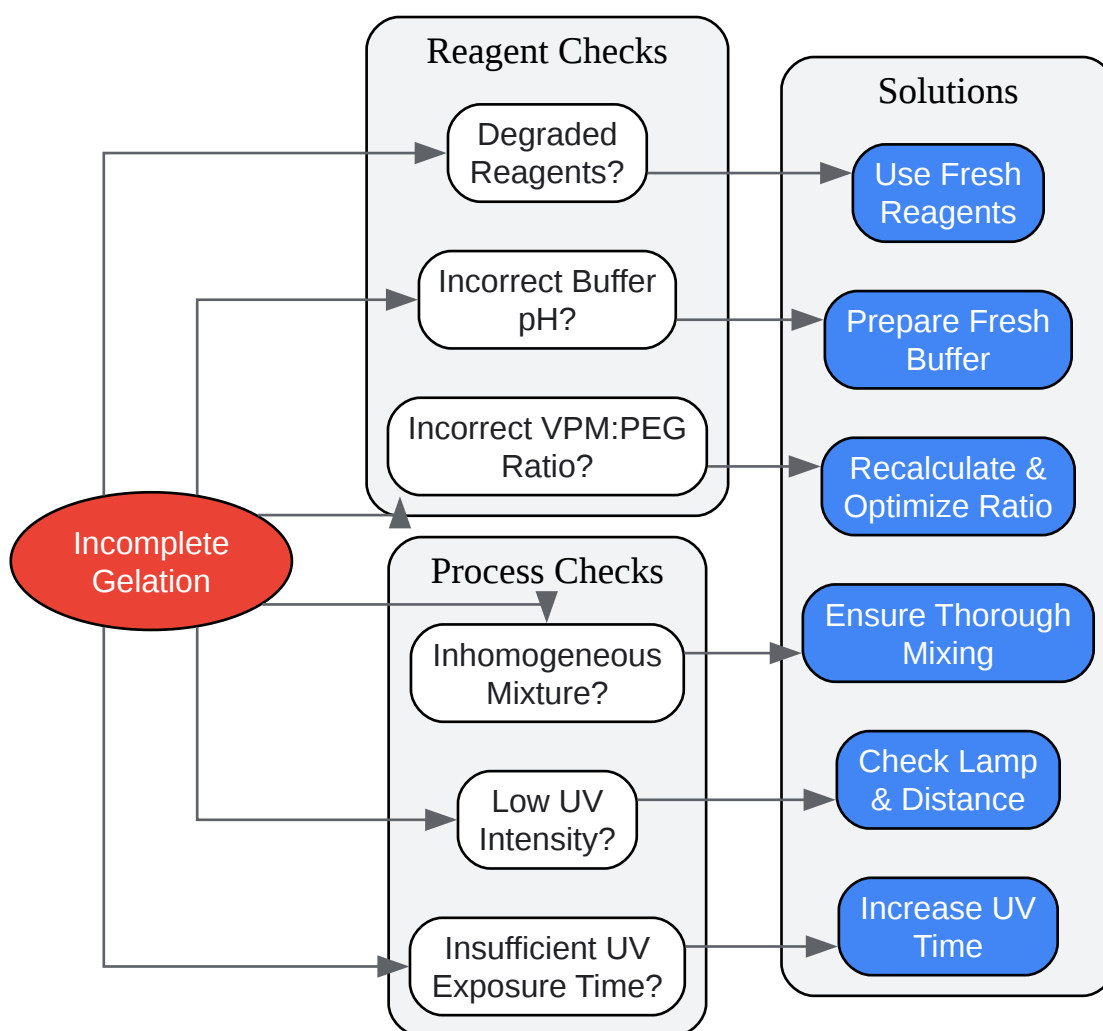 Reagent Checks
Degraded
Reagents?
Incorrect Buffer
pH?
Incorrect VPM:PEG
Ratio?
Incomplete
Gelation
Process Checks
Inhomogeneous
Mixture?
Low UV
Intensity?
Insufficient UV
Exposure Time?
Solutions
Use Fresh
Reagents
Prepare Fresh
Buffer
Recalculate &
Optimize Ratio
Ensure Thorough
Mixing
Check Lamp
& Distance
Increase UV
Time